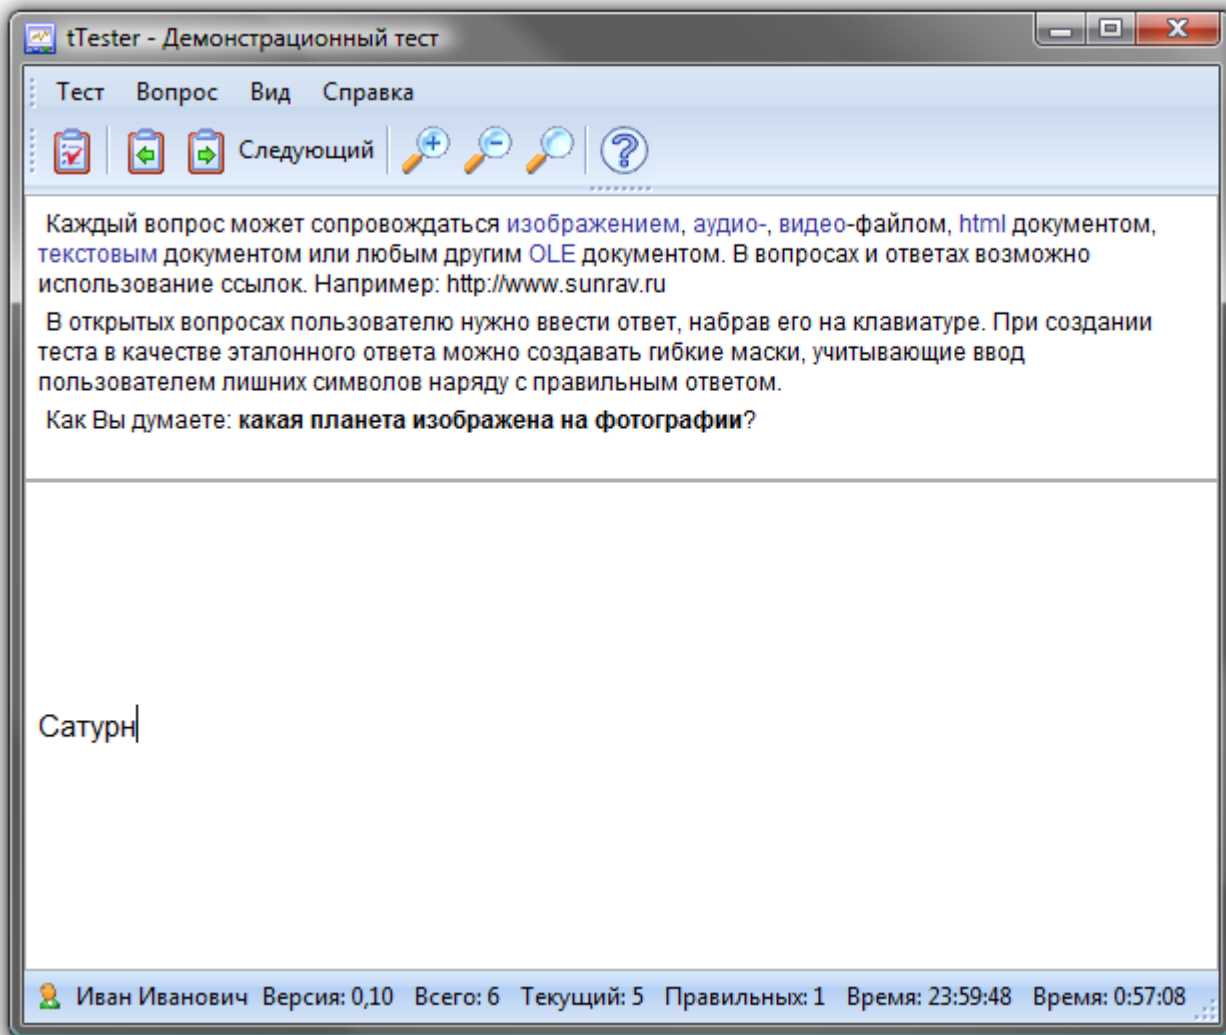 tTester - Демонстрационный тест
Тест Вопрос Вид Справка
Следующий
Каждый вопрос может сопровождаться изображением, аудио-, видео-файлом, html документом,
текстовым документом или любым другим OLE документом. В вопросах и ответах возможно
использование ссылок. Например: http://www.sunrav.ru
В открытых вопросах пользователю нужно ввести ответ, набрав его на клавиатуре. При создании
теста в качестве эталонного ответа можно создавать гибкие маски, учитывающие ввод
пользователем лишних символов наряду с правильным ответом.
Как Вы думаете: какая планета изображена на фотографии?
Сатурн
Иван Иванович Версия: 0,10 Всего: 6 Текущий: 5 Правильных: 1 Время: 23:59:48 Время: 0:57:08